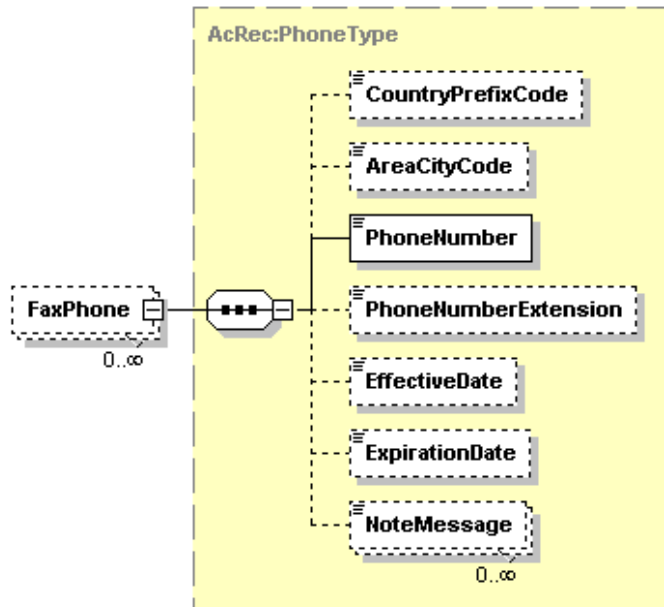 AcRec:PhoneType
CountryPrefixCode
AreaCityCode
PhoneNumber
FaxPhone
0..∞
PhoneNumberExtension
EffectiveDate
ExpirationDate
NoteMessage
0..∞